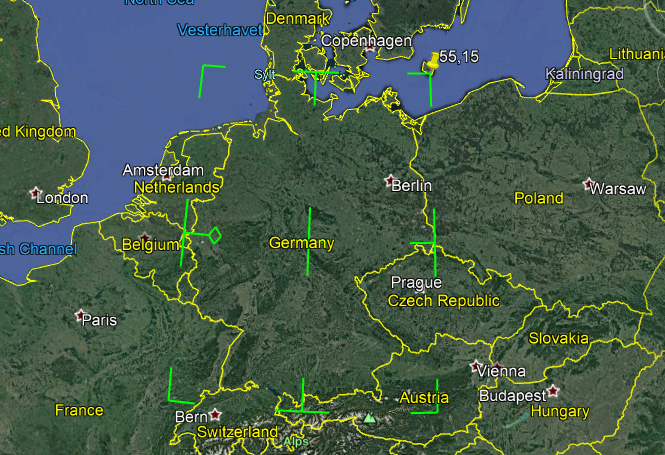 North Sea
Denmark
Vesterhavet
Copenhagen
55,15
Lithuani
Sylt
Kaliningrad
ed Kingdom
Amsterdam
Netherlands
Berlin
Warsaw
London
Poland
sh Channel
Belgium
Germany
Prague
Czech Republic
Paris
Slovakia
Vienna
France
Austria
Budapest
Hungary
Bern
Switzerland
Alps